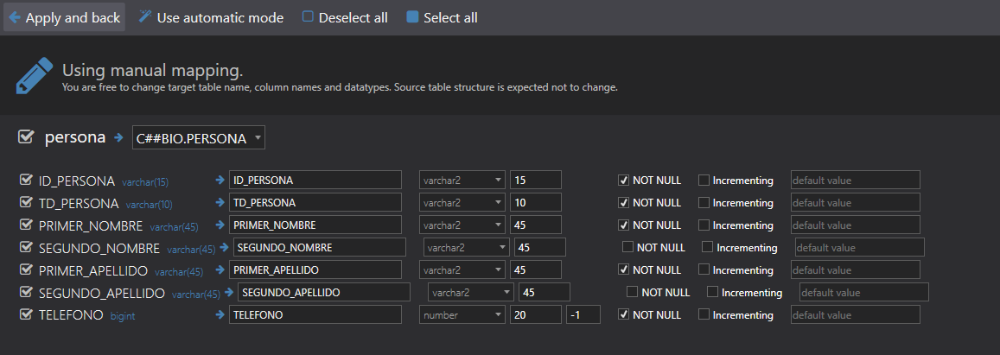 Apply and back Use automatic mode Deselect all Select all
Using manual mapping.
You are free to change target table name, column names and datatypes. Source table structure is expected not to change.
persona C##BIO.PERSONA
ID_PERSONA varchar(15) ID_PERSONA varchar2 15 NOT NULL Incrementing default value
TD_PERSONA varchar(10) TD_PERSONA varchar2 10 NOT NULL Incrementing default value
PRIMER_NOMBRE varchar(45) PRIMER_NOMBRE varchar2 45 NOT NULL Incrementing default value
SEGUNDO_NOMBRE varchar(45) SEGUNDO_NOMBRE varchar2 45 NOT NULL Incrementing default value
PRIMER_APELLIDO varchar(45) PRIMER_APELLIDO varchar2 45 NOT NULL Incrementing default value
SEGUNDO_APELLIDO varchar(45) SEGUNDO_APELLIDO varchar2 45 NOT NULL Incrementing default value
TELEFONO bigint TELEFONO number 20 -1 NOT NULL Incrementing default value